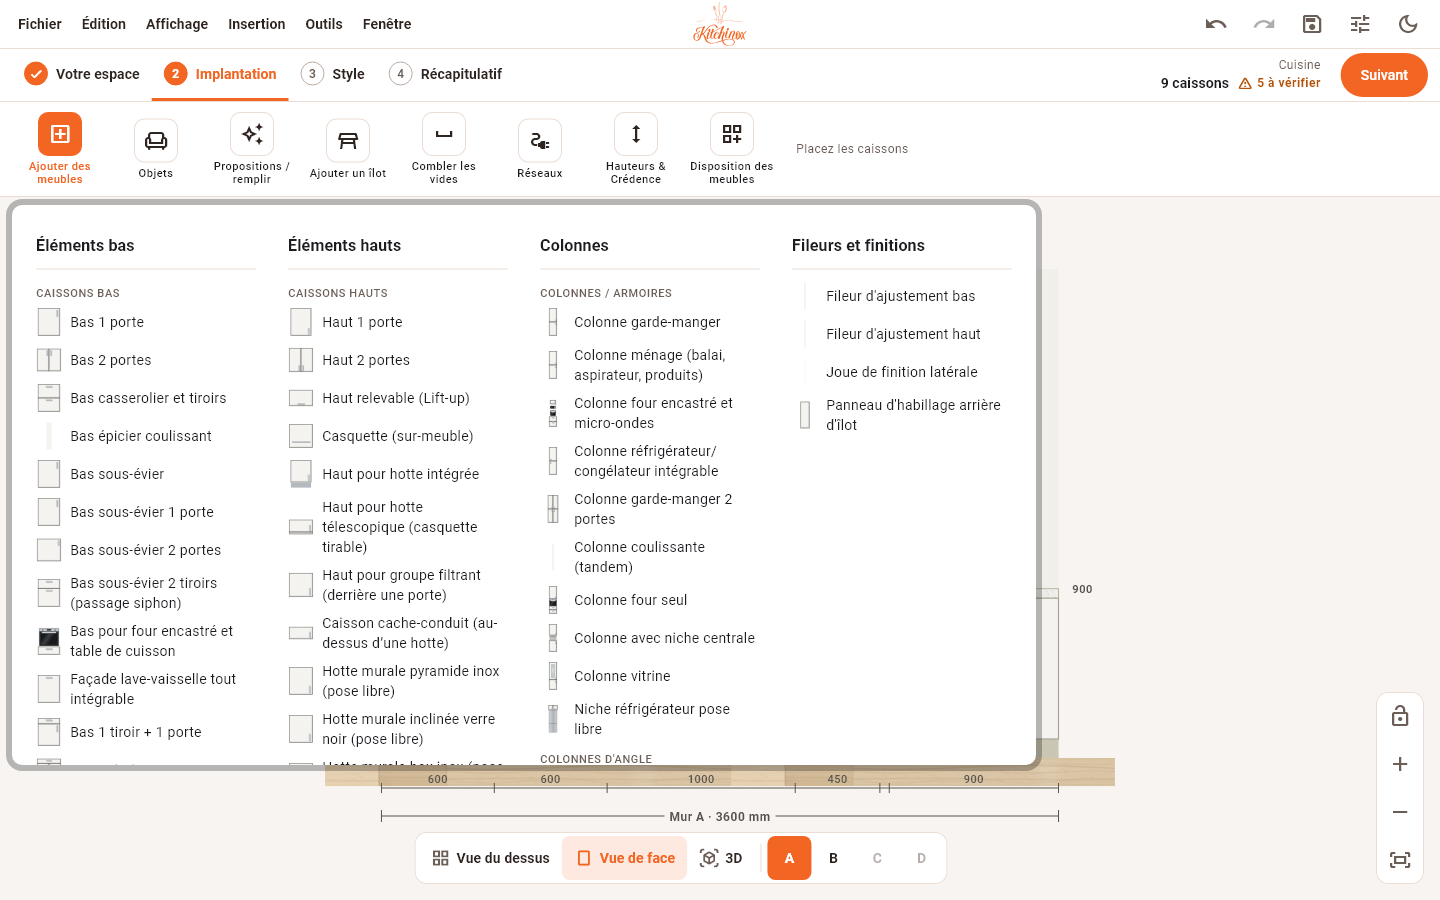 Fichier Édition Affichage Insertion Outils Fenêtre
Kitchinox
Votre espace
2 Implantation
3 Style
4 Récapitulatif
Cuisine
9 caissons 5 à vérifier
Suivant
Ajouter des
meubles
Objets
Propositions /
remplir
Ajouter un îlot
Combler les
vides
Réseaux
Hauteurs &
Crédence
Disposition des
meubles
Placez les caissons
Éléments bas
CAISSONS BAS
Bas 1 porte
Bas 2 portes
Bas casserolier et tiroirs
Bas épicier coulissant
Bas sous-évier
Bas sous-évier 1 porte
Bas sous-évier 2 portes
Bas sous-évier 2 tiroirs
(passage siphon)
Bas pour four encastré et
table de cuisson
Façade lave-vaisselle tout
intégrable
Bas 1 tiroir + 1 porte
Éléments hauts
CAISSONS HAUTS
Haut 1 porte
Haut 2 portes
Haut relevable (Lift-up)
Casquette (sur-meuble)
Haut pour hotte intégrée
Haut pour hotte
télescopique (casquette
tirable)
Haut pour groupe filtrant
(derrière une porte)
Caisson cache-conduit (au-
dessus d'une hotte)
Hotte murale pyramide inox
(pose libre)
Hotte murale inclinée verre
noir (pose libre)
Hotte murale box inox (pose
Colonnes
COLONNES / ARMOIRES
Colonne garde-manger
Colonne ménage (balai,
aspirateur, produits)
Colonne four encastré et
micro-ondes
Colonne réfrigérateur/
congélateur intégrable
Colonne garde-manger 2
portes
Colonne coulissante
(tandem)
Colonne four seul
Colonne avec niche centrale
Colonne vitrine
Niche réfrigérateur pose
libre
COLONNES D'ANGLE
Fileurs et finitions
Fileur d'ajustement bas
Fileur d'ajustement haut
Joue de finition latérale
Panneau d'habillage arrière
d'îlot
900
600 600 1000 450 900
Mur A · 3600 mm
Vue du dessus Vue de face 3D A B C D